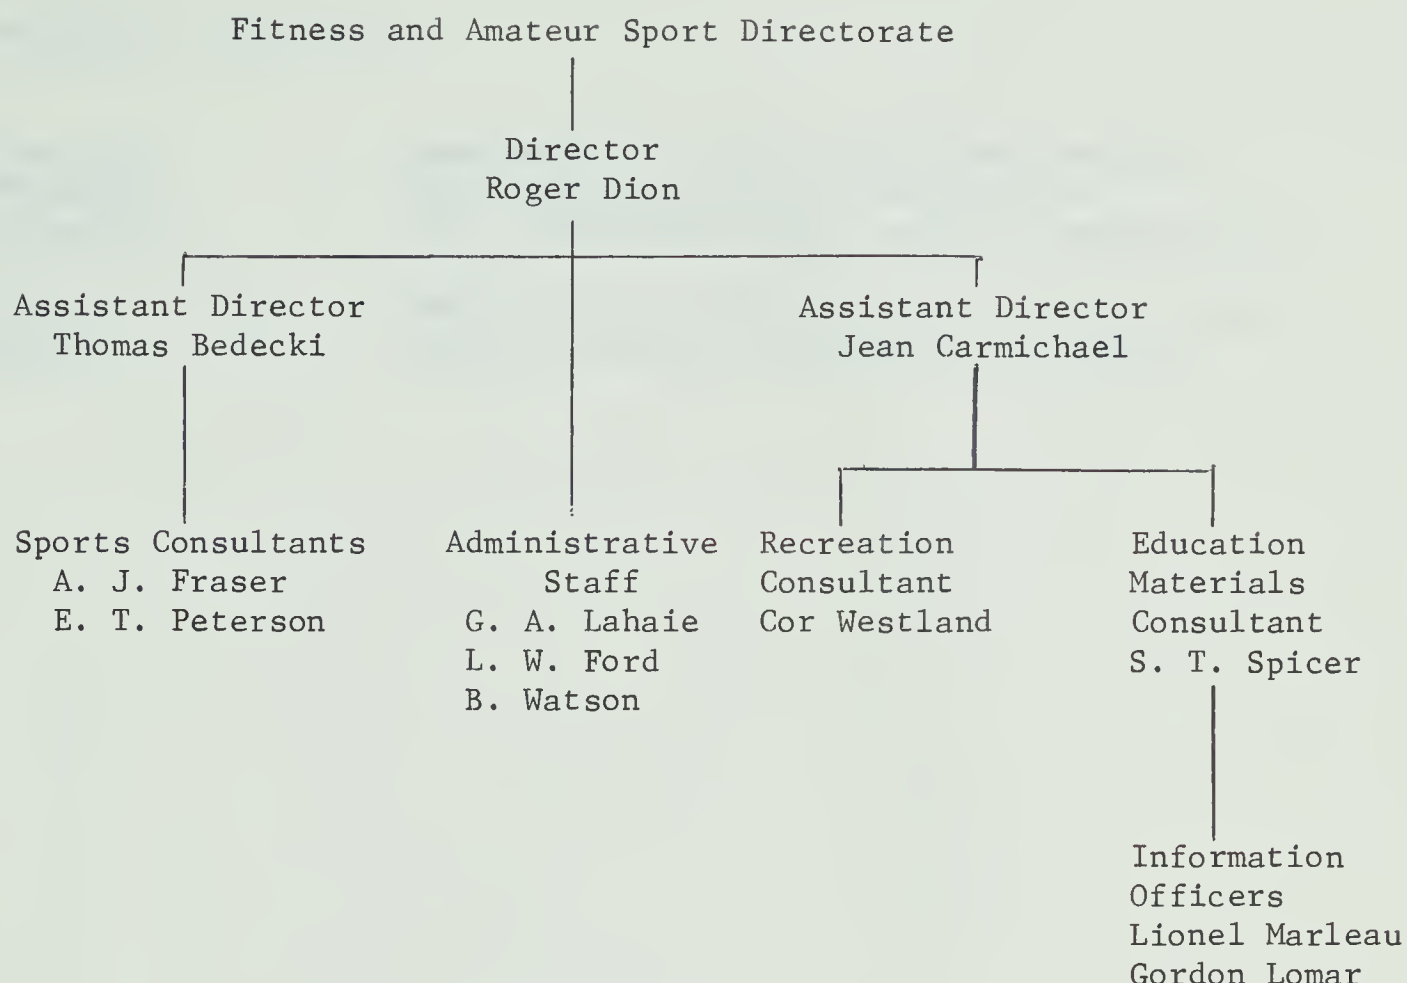 Fitness and Amateur Sport Directorate
Director
Roger Dion
Assistant Director
Thomas Bedecki
Assistant Director
Jean Carmichael
Sports Consultants
A. J. Fraser
E. T. Peterson
Administrative
Staff
G. A. Lahaie
L. W. Ford
B. Watson
Recreation
Consultant
Cor Westland
Education
Materials
Consultant
S. T. Spicer
Information
Officers
Lionel Marleau
Gordon Lomar